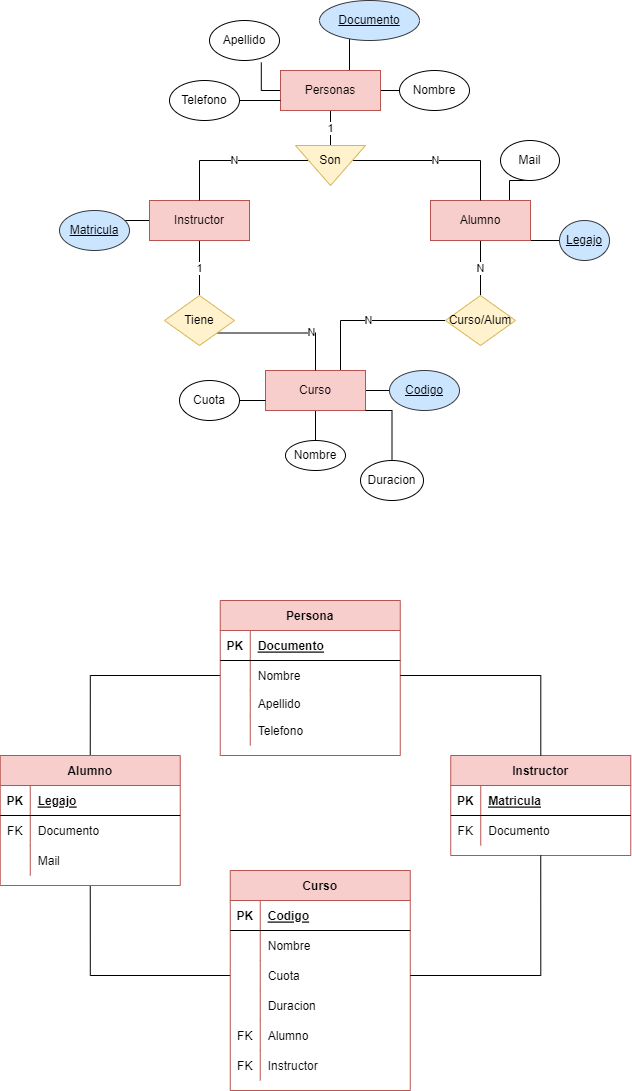 Documento
Apellido
Telefono
Personas
Nombre
1
N
Son
N
Mail
Matricula
Instructor
Alumno
Legajo
1
N
Tiene
N
N
Curso/Alum
Cuota
Curso
Codigo
Nombre
Duracion
Persona
PK Documento
Nombre
Apellido
Telefono
Alumno
PK Legajo
FK Documento
Mail
Instructor
PK Matricula
FK Documento
Curso
PK Codigo
Nombre
Cuota
Duracion
FK Alumno
FK Instructor